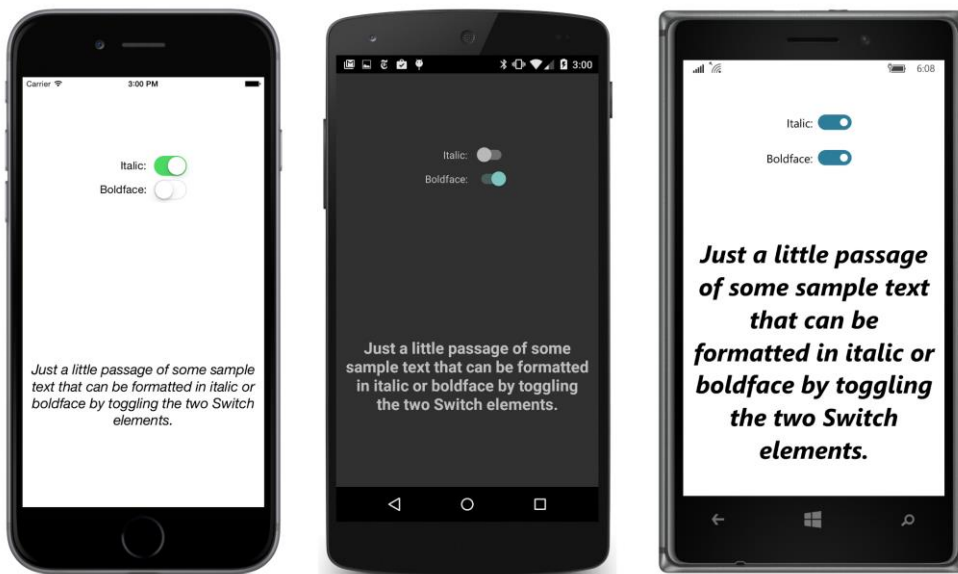 Carrier 3:00 PM
Italic:
Boldface:
Just a little passage of some sample
text that can be formatted in italic or
boldface by toggling the two Switch
elements.
3:00
Italic:
Boldface:
Just a little passage of some
sample text that can be formatted
in italic or boldface by toggling
the two Switch elements.
6:08
Italic:
Boldface:
Just a little passage
of some sample text
that can be
formatted in italic or
boldface by toggling
the two Switch
elements.